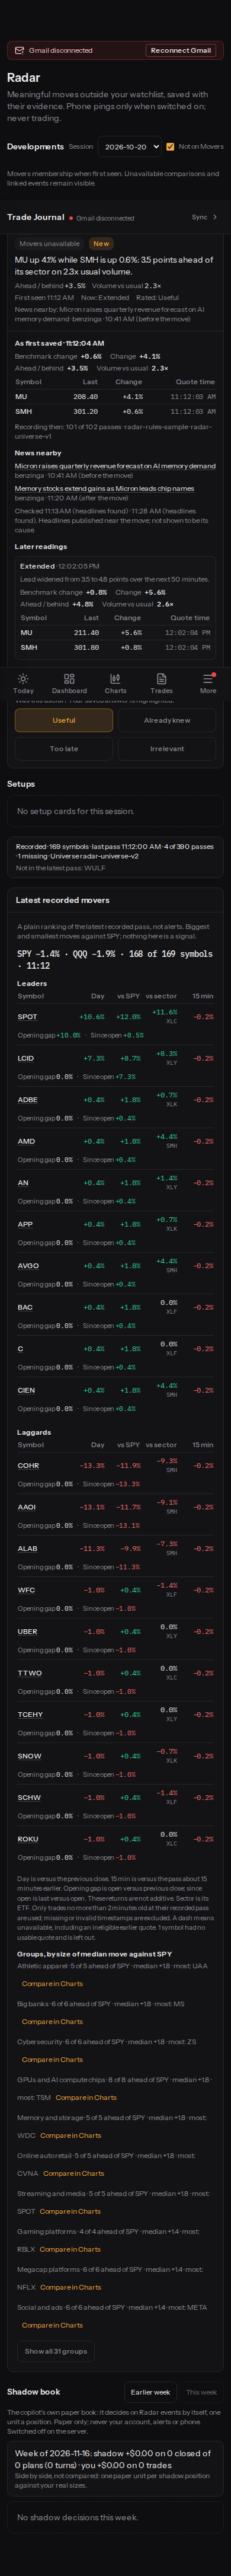 Gmail disconnected
Reconnect Gmail
Radar
Meaningful moves outside your watchlist, saved with
their evidence. Phone pings only when switched on;
never trading.
Developments Session 2026-10-20 Not on Movers
Movers membership when first seen. Unavailable comparisons and
linked events remain visible.
Trade Journal Gmail disconnected Sync
Movers unavailable New
MU up 4.1% while SMH is up 0.6%: 3.5 points ahead of
its sector on 2.3x usual volume.
Ahead / behind +3.5% Volume vs usual 2.3×
First seen 11:12 AM Now: Extended Rated: Useful
News nearby: Micron raises quarterly revenue forecast on AI
memory demand · benzinga · 10:41 AM (before the move)
As first saved · 11:12:04 AM
Benchmark change +0.6% Change +4.1%
Ahead / behind +3.5% Volume vs usual 2.3×
Symbol Last Change Quote time
MU 208.40 +4.1% 11:12:03 AM
SMH 301.20 +0.6% 11:12:03 AM
Recording then: 101 of 102 passes · radar-rules-sample · radar-
universe-v1
News nearby
Micron raises quarterly revenue forecast on AI memory demand
benzinga · 10:41 AM (before the move)
Memory stocks extend gains as Micron leads chip names
benzinga · 11:20 AM (after the move)
Checked 11:13 AM (headlines found) · 11:28 AM (headlines
found). Headlines published near the move; not shown to be its
cause.
Later readings
Extended · 12:02:05 PM
Lead widened from 3.5 to 4.8 points over the next 50 minutes.
Benchmark change +0.8% Change +5.6%
Ahead / behind +4.8% Volume vs usual 2.6×
Symbol Last Change Quote time
MU 211.40 +5.6% 12:02:04 PM
SMH 301.80 +0.8% 12:02:04 PM
Today Dashboard Charts Trades More
Useful Already knew
Too late Irrelevant
Setups
No setup cards for this session.
Recorded · 169 symbols · last pass 11:12:00 AM · 4 of 390 passes
· 1 missing · Universe radar-universe-v2
Not in the latest pass: WULF
Latest recorded movers
A plain ranking of the latest recorded pass, not alerts. Biggest
and smallest moves against SPY; nothing here is a signal.
SPY −1.4% · QQQ −1.9% · 168 of 169 symbols
· 11:12
Leaders
Symbol Day vs SPY vs sector 15 min
SPOT +10.6% +12.0% +11.6% XLC −0.2%
Opening gap +10.0% · Since open +0.5%
LCID +7.3% +8.7% +8.3% XLY −0.2%
Opening gap 0.0% · Since open +7.3%
ADBE +0.4% +1.8% +0.7% XLK −0.2%
Opening gap 0.0% · Since open +0.4%
AMD +0.4% +1.8% +4.4% SMH −0.2%
Opening gap 0.0% · Since open +0.4%
AN +0.4% +1.8% +1.4% XLY −0.2%
Opening gap 0.0% · Since open +0.4%
APP +0.4% +1.8% +0.7% XLK −0.2%
Opening gap 0.0% · Since open +0.4%
AVGO +0.4% +1.8% +4.4% SMH −0.2%
Opening gap 0.0% · Since open +0.4%
BAC +0.4% +1.8% 0.0% XLF −0.2%
Opening gap 0.0% · Since open +0.4%
C +0.4% +1.8% 0.0% XLF −0.2%
Opening gap 0.0% · Since open +0.4%
CIEN +0.4% +1.8% +4.4% SMH −0.2%
Opening gap 0.0% · Since open +0.4%
Laggards
Symbol Day vs SPY vs sector 15 min
COHR −13.3% −11.9% −9.3% SMH −0.2%
Opening gap 0.0% · Since open −13.3%
AAOI −13.1% −11.7% −9.1% SMH −0.2%
Opening gap 0.0% · Since open −13.1%
ALAB −11.3% −9.9% −7.3% SMH −0.2%
Opening gap 0.0% · Since open −11.3%
WFC −1.0% +0.4% −1.4% XLF −0.2%
Opening gap 0.0% · Since open −1.0%
UBER −1.0% +0.4% 0.0% XLY −0.2%
Opening gap 0.0% · Since open −1.0%
TTWO −1.0% +0.4% 0.0% XLC −0.2%
Opening gap 0.0% · Since open −1.0%
TCEHY −1.0% +0.4% 0.0% XLY −0.2%
Opening gap 0.0% · Since open −1.0%
SNOW −1.0% +0.4% −0.7% XLK −0.2%
Opening gap 0.0% · Since open −1.0%
SCHW −1.0% +0.4% −1.4% XLF −0.2%
Opening gap 0.0% · Since open −1.0%
ROKU −1.0% +0.4% 0.0% XLC −0.2%
Opening gap 0.0% · Since open −1.0%
Day is versus the previous close; 15 min is versus the pass about 15
minutes earlier. Opening gap is open versus previous close; since
open is last versus open. These returns are not additive. Sector is its
ETF. Only trades no more than 2 minutes old at their recorded pass
are used; missing or invalid timestamps are excluded. A dash means
unavailable, including an ineligible earlier quote. 1 symbol had no
usable quote and is left out.
Groups, by size of median move against SPY
Athletic apparel · 5 of 5 ahead of SPY · median +1.8 · most: UAA
Compare in Charts
Big banks · 6 of 6 ahead of SPY · median +1.8 · most: MS
Compare in Charts
Cybersecurity · 6 of 6 ahead of SPY · median +1.8 · most: ZS
Compare in Charts
GPUs and AI compute chips · 8 of 8 ahead of SPY · median +1.8 ·
most: TSM Compare in Charts
Memory and storage · 5 of 5 ahead of SPY · median +1.8 · most:
WDC Compare in Charts
Online auto retail · 5 of 5 ahead of SPY · median +1.8 · most:
CVNA Compare in Charts
Streaming and media · 5 of 5 ahead of SPY · median +1.8 · most:
SPOT Compare in Charts
Gaming platforms · 4 of 4 ahead of SPY · median +1.4 · most:
RBLX Compare in Charts
Megacap platforms · 6 of 6 ahead of SPY · median +1.4 · most:
NFLX Compare in Charts
Social and ads · 6 of 6 ahead of SPY · median +1.4 · most: META
Compare in Charts
Show all 31 groups
Shadow book Earlier week This week
The copilot's own paper book: it decides on Radar events by itself, one
unit a position. Paper only; never your account, alerts or phone.
Switched off on the server.
Week of 2026-11-16: shadow +$0.00 on 0 closed of
0 plans (0 turns) · you +$0.00 on 0 trades
Side by side, not compared: one paper unit per shadow position
against your real sizes.
No shadow decisions this week.